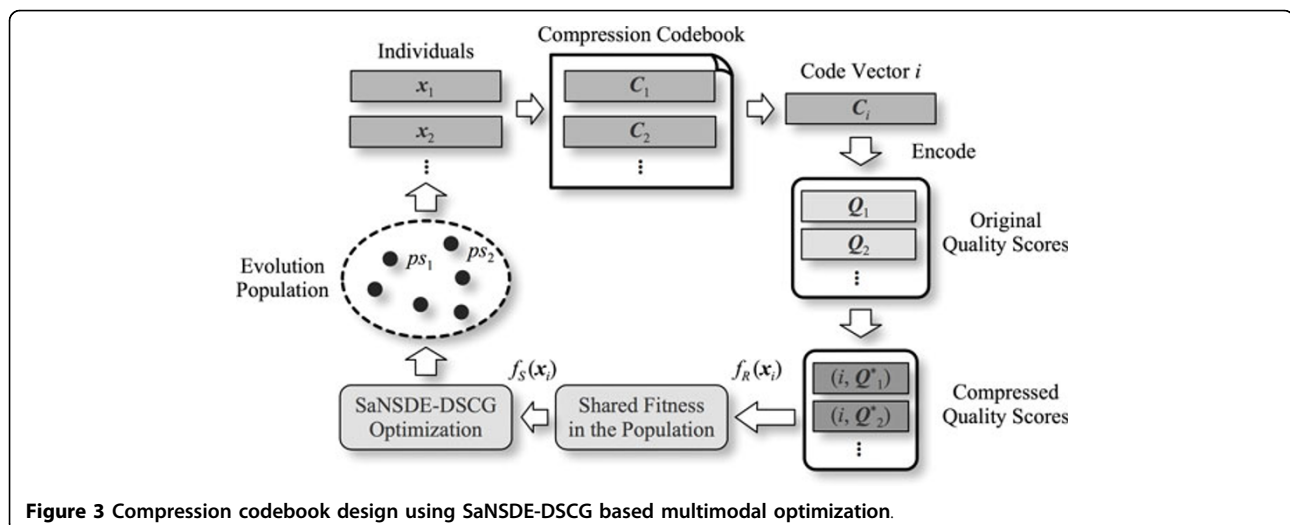 Individuals
x₁
x₂
⋮
Compression Codebook
C₁
C₂
⋮
Code Vector i
Cᵢ
Encode
Q₁
Q₂
⋮
Original
Quality Scores
Evolution
Population
ps₁
ps₂
SaNSDE-DSCG
Optimization
f_S(xᵢ)
Shared Fitness
in the Population
f_R(xᵢ)
(i, Q*₁)
(i, Q*₂)
⋮
Compressed
Quality Scores
Figure 3 Compression codebook design using SaNSDE-DSCG based multimodal optimization.